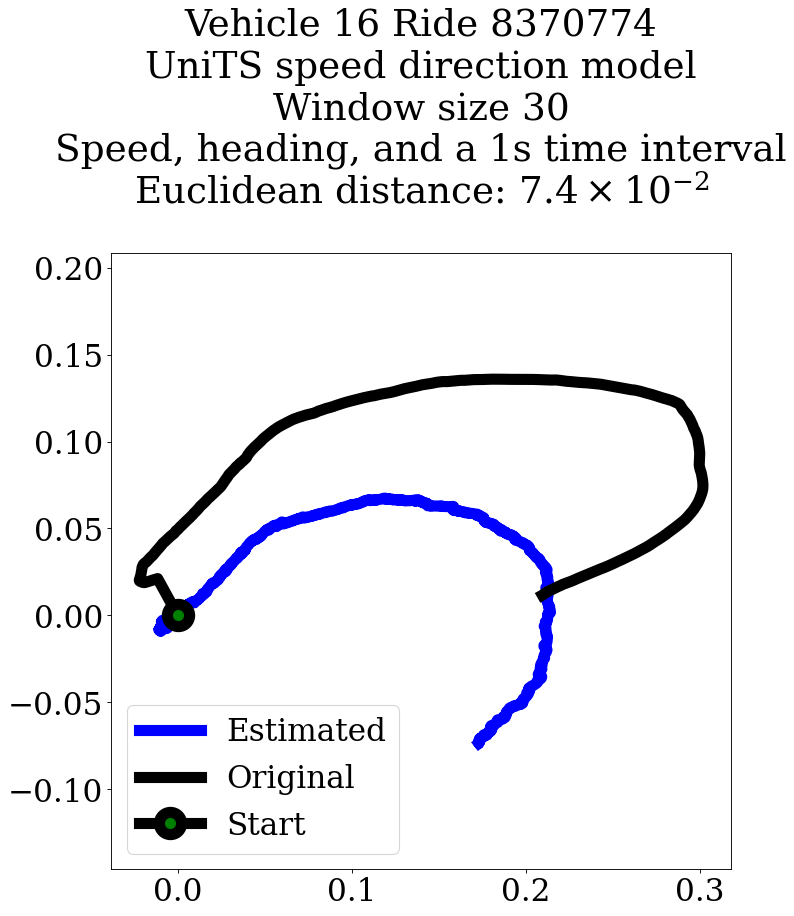 Vehicle 16 Ride 8370774
UniTS speed direction model
Window size 30
Speed, heading, and a 1s time interval
Euclidean distance: 7.4 × 10⁻²
0.20
0.15
0.10
0.05
0.00
−0.05
−0.10
Estimated
Original
Start
0.0 0.1 0.2 0.3